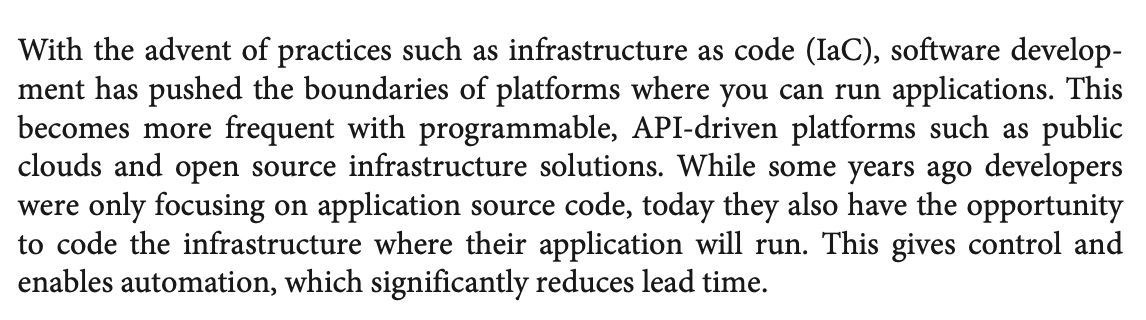 With the advent of practices such as infrastructure as code (IaC), software develop-
ment has pushed the boundaries of platforms where you can run applications. This
becomes more frequent with programmable, API-driven platforms such as public
clouds and open source infrastructure solutions. While some years ago developers
were only focusing on application source code, today they also have the opportunity
to code the infrastructure where their application will run. This gives control and
enables automation, which significantly reduces lead time.